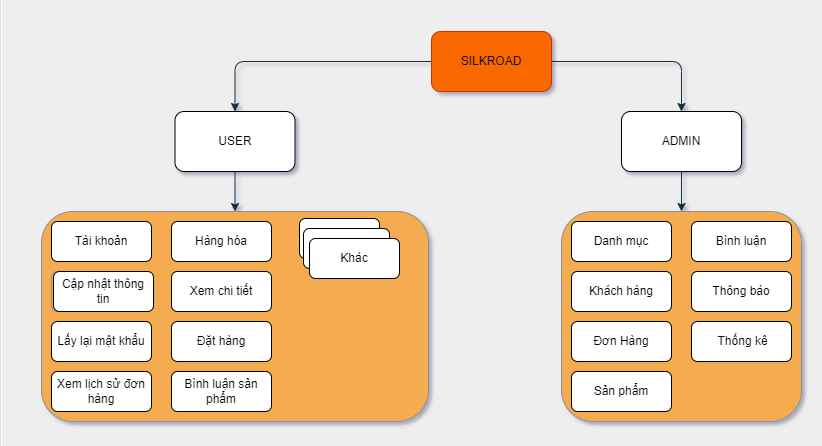 SILKROAD
USER
ADMIN
Tài khoản
Hàng hóa
Khác
Cập nhật thông
tin
Xem chi tiết
Lấy lại mật khẩu
Đặt hàng
Xem lịch sử đơn
hàng
Bình luận sản
phẩm
Danh mục
Bình luận
Khách hàng
Thông báo
Đơn Hàng
Thống kê
Sản phẩm